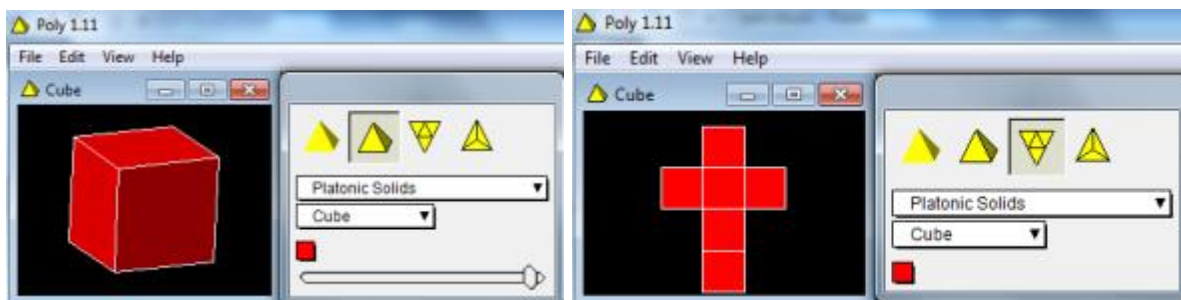 Poly 1.11
File Edit View Help
Cube
Platonic Solids
Cube
Poly 1.11
File Edit View Help
Cube
Platonic Solids
Cube